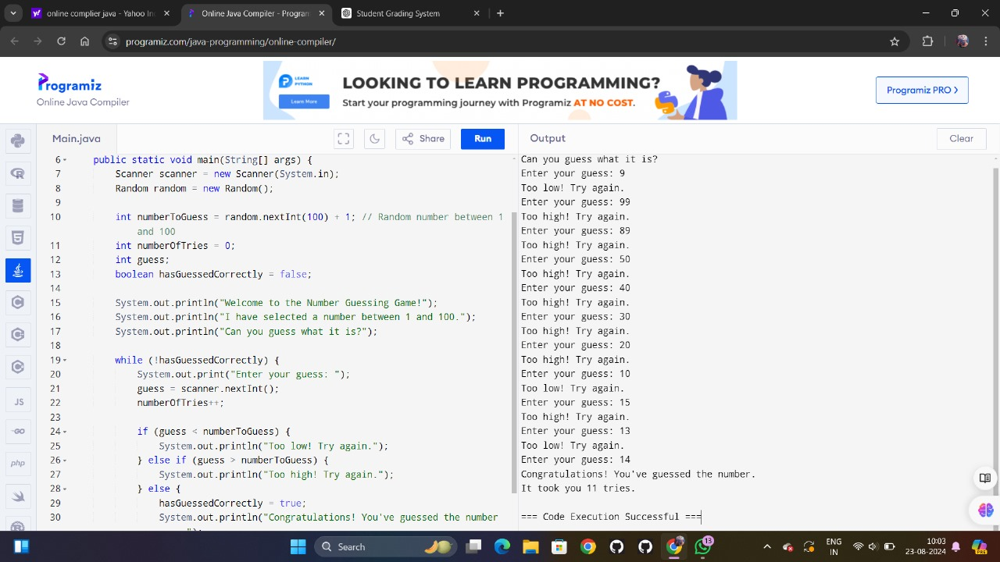 online complier java - Yahoo In
Online Java Compiler - Program
Student Grading System
programiz.com/java-programming/online-compiler/
Programiz
Online Java Compiler
LEARN PYTHON
Learn More
LOOKING TO LEARN PROGRAMMING?
Start your programming journey with Programiz AT NO COST.
Programiz PRO >
Main.java
Share
Run
Output
Clear
6 public static void main(String[] args) {
7 Scanner scanner = new Scanner(System.in);
8 Random random = new Random();
9
10 int numberToGuess = random.nextInt(100) + 1; // Random number between 1
and 100
11 int numberOfTries = 0;
12 int guess;
13 boolean hasGuessedCorrectly = false;
14
15 System.out.println("Welcome to the Number Guessing Game!");
16 System.out.println("I have selected a number between 1 and 100.");
17 System.out.println("Can you guess what it is?");
18
19 while (!hasGuessedCorrectly) {
20 System.out.print("Enter your guess: ");
21 guess = scanner.nextInt();
22 numberOfTries++;
23
24 if (guess < numberToGuess) {
25 System.out.println("Too low! Try again.");
26 } else if (guess > numberToGuess) {
27 System.out.println("Too high! Try again.");
28 } else {
29 hasGuessedCorrectly = true;
30 System.out.println("Congratulations! You've guessed the number
.");
Can you guess what it is?
Enter your guess: 9
Too low! Try again.
Enter your guess: 99
Too high! Try again.
Enter your guess: 89
Too high! Try again.
Enter your guess: 50
Too high! Try again.
Enter your guess: 40
Too high! Try again.
Enter your guess: 30
Too high! Try again.
Enter your guess: 20
Too high! Try again.
Enter your guess: 10
Too low! Try again.
Enter your guess: 15
Too high! Try again.
Enter your guess: 13
Too low! Try again.
Enter your guess: 14
Congratulations! You've guessed the number.
It took you 11 tries.
=== Code Execution Successful ===
JS
GO
php
Search
13
ENG
IN
10:03
23-08-2024
PRE